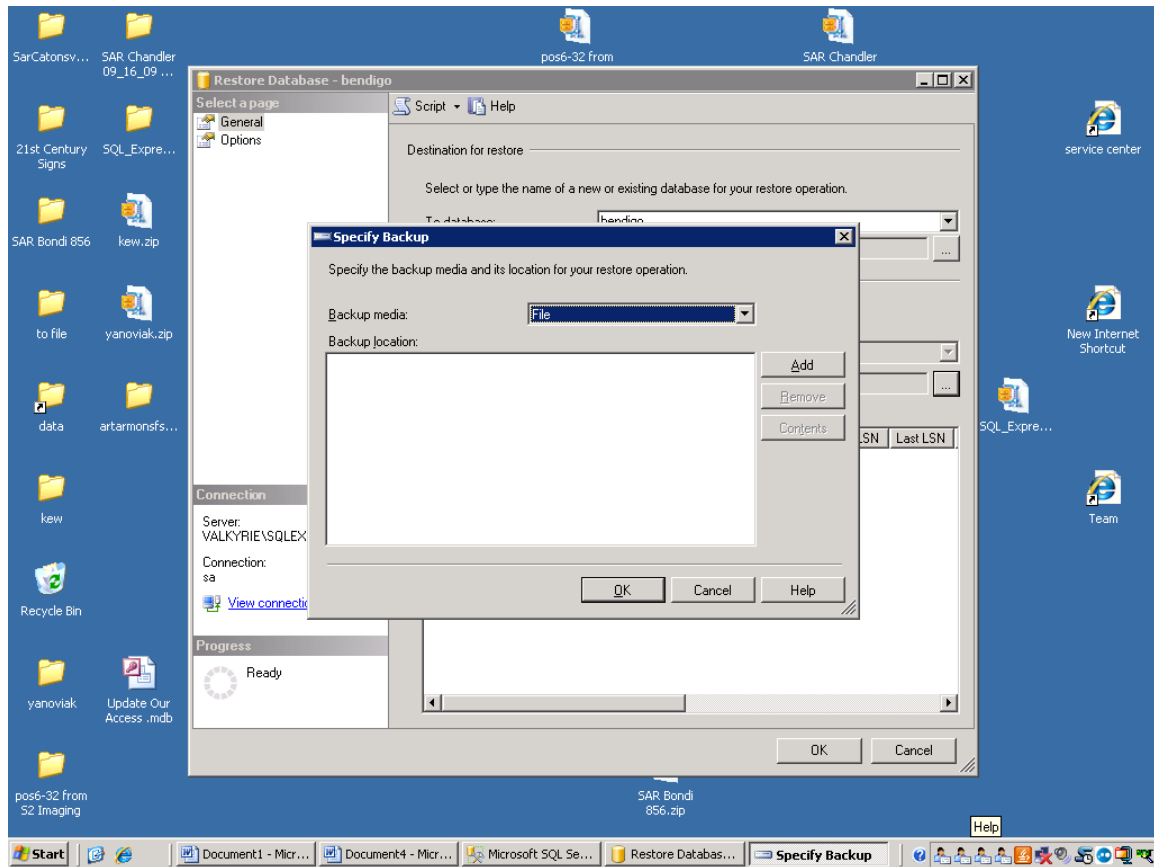 SarCatonsv...
SAR Chandler
09_16_09 ...
pos6-32 from
SAR Chandler
21st Century
Signs
SQL_Expre...
service center
SAR Bondi 856
kew.zip
to file
yanoviak.zip
New Internet
Shortcut
data
artarmonsfs...
SQL_Expre...
kew
Team
Recycle Bin
yanoviak
Update Our
Access .mdb
pos6-32 from
S2 Imaging
SAR Bondi
856.zip
Restore Database - bendigo
Select a page
General
Options
Script
Help
Destination for restore
Select or type the name of a new or existing database for your restore operation.
To database:
bendigo
...
...
LSN
Last LSN
Connection
Server:
VALKYRIE\SQLEX
Connection:
sa
View connectio
Progress
Ready
OK
Cancel
Specify Backup
Specify the backup media and its location for your restore operation.
Backup media:
File
Backup location:
Add
Remove
Contents
OK
Cancel
Help
Help
Start
Document1 - Micr...
Document4 - Micr...
Microsoft SQL Se...
Restore Databas...
Specify Backup